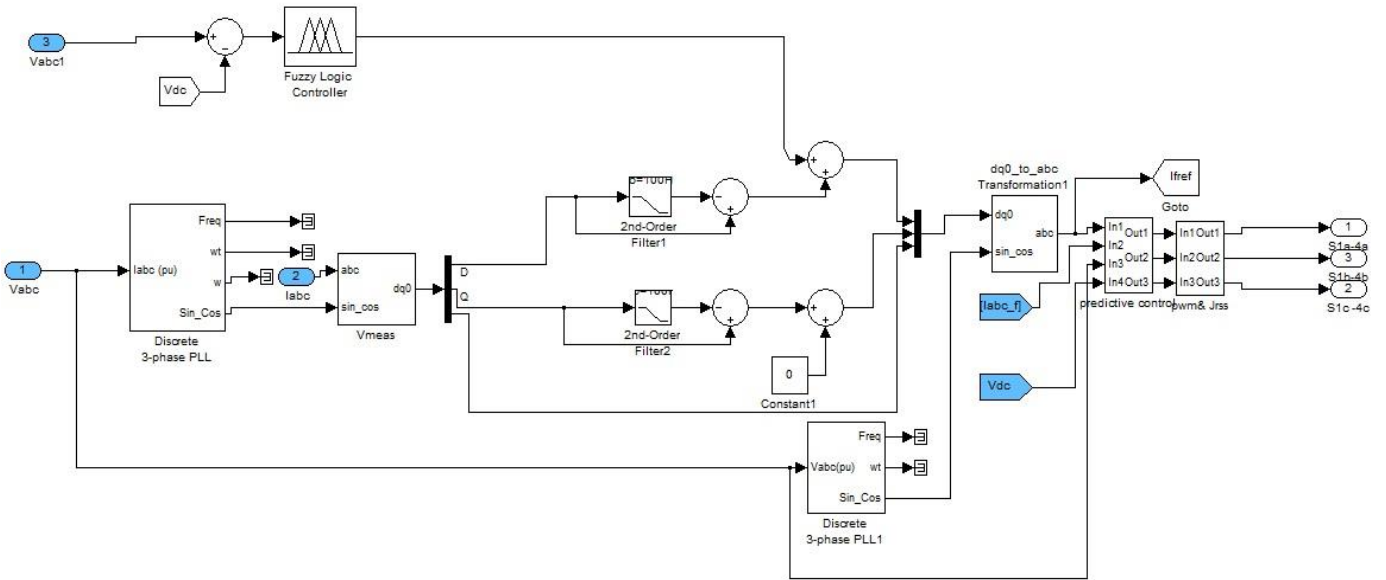 3
Vabc1
+
-
Vdc
Fuzzy Logic
Controller
1
Vabc
Iabc (pu)
Freq
wt
w
Sin_Cos
Discrete
3-phase PLL
2
Iabc
abc
sin_cos
dq0
Vmeas
D
Q
2nd-Order
Filter1
-
+
+
+
2nd-Order
Filter2
-
+
+
+
0
Constant1
Vabc(pu)
Freq
wt
Sin_Cos
Discrete
3-phase PLL1
dq0_to_abc
Transformation1
dq0
abc
sin_cos
Ifref
Goto
[Iabc_f]
Vdc
In1 Out1
In2
Out2
In3
In4 Out3
predictive control
In1 Out1
In2 Out2
In3 Out3
pwm& Jrss
1
S1a-4a
3
S1b-4b
2
S1c -4c